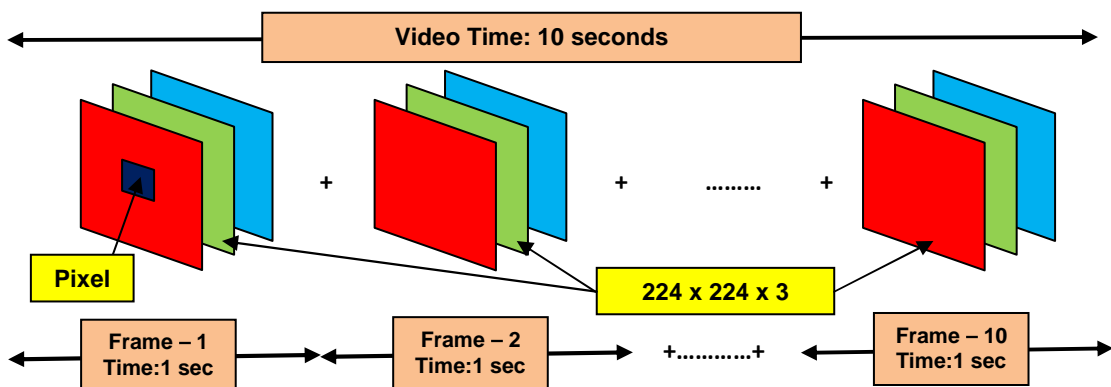 Video Time: 10 seconds
+ + ......... +
Pixel
224 x 224 x 3
Frame – 1
Time:1 sec
Frame – 2
Time:1 sec
+............+
Frame – 10
Time:1 sec